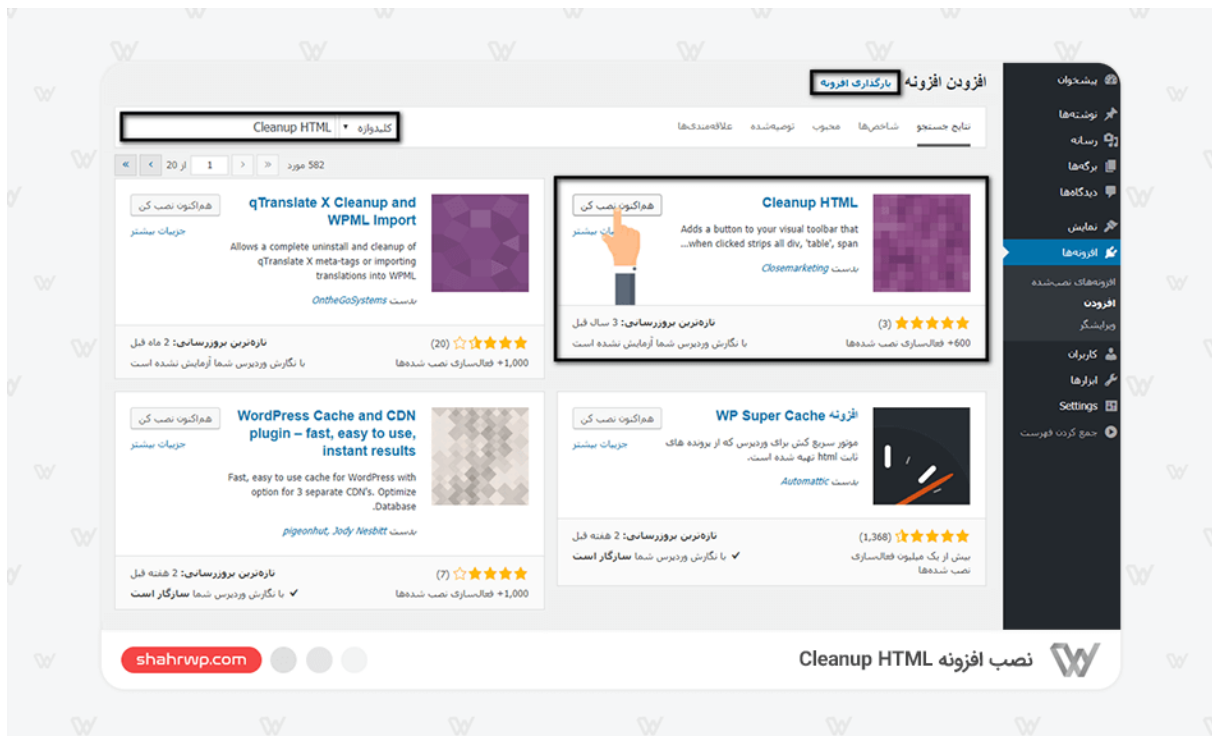 پیشخوان
نوشته‌ها
رسانه
برگه‌ها
دیدگاه‌ها
نمایش
افزونه‌ها
افزونه‌های نصب‌شده
افزودن
ویرایشگر
کاربران
ابزارها
Settings
جمع کردن فهرست
افزودن افزونه بارگذاری افزونه
نتایج جستجو شاخص‌ها محبوب توصیه‌شده علاقه‌مندی‌ها
کلیدواژه Cleanup HTML
582 مورد « ‹ 1 از 20 › »
Cleanup HTML
هم‌اکنون نصب کن
Adds a button to your visual toolbar that
...when clicked strips all div, 'table', span
بدست Closemarketing
(3)
تازه‌ترین بروزرسانی: 3 سال قبل
600+ فعال‌سازی نصب شده‌ها
با نگارش وردپرس شما آزمایش نشده است
qTranslate X Cleanup and
WPML Import
هم‌اکنون نصب کن
جزییات بیشتر
Allows a complete uninstall and cleanup of
qTranslate X meta-tags or importing
translations into WPML
بدست OntheGoSystems
(20)
تازه‌ترین بروزرسانی: 2 ماه قبل
1,000+ فعال‌سازی نصب شده‌ها
با نگارش وردپرس شما آزمایش نشده است
افزونه WP Super Cache
هم‌اکنون نصب کن
جزییات بیشتر
موتور سریع کش برای وردپرس که از پرونده های
ثابت html تهیه شده است.
بدست Automattic
(1,368)
تازه‌ترین بروزرسانی: 2 هفته قبل
بیش از یک میلیون فعال‌سازی
نصب شده‌ها
✔ با نگارش وردپرس شما سازگار است
WordPress Cache and CDN
plugin – fast, easy to use,
instant results
هم‌اکنون نصب کن
جزییات بیشتر
Fast, easy to use cache for WordPress with
option for 3 separate CDN's. Optimize
.Database
بدست pigeonhut, Jody Nesbitt
(7)
تازه‌ترین بروزرسانی: 2 هفته قبل
1,000+ فعال‌سازی نصب شده‌ها
✔ با نگارش وردپرس شما سازگار است
نصب افزونه Cleanup HTML
shahrwp.com